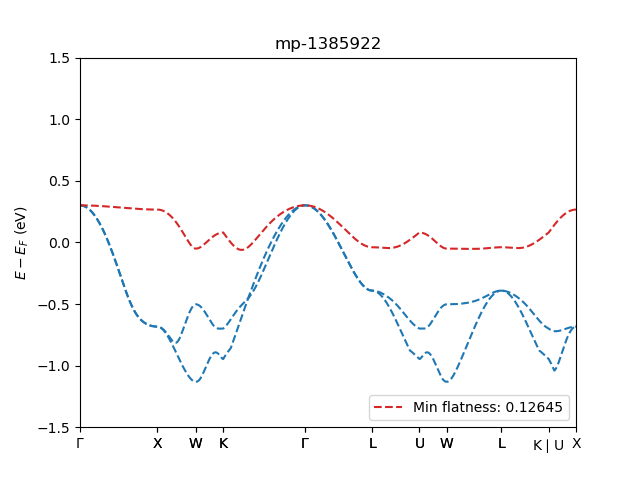 mp-1385922
E − E_F (eV)
1.5
1.0
0.5
0.0
−0.5
−1.0
−1.5
Min flatness: 0.12645
Γ X W K Γ L U W L K | U X